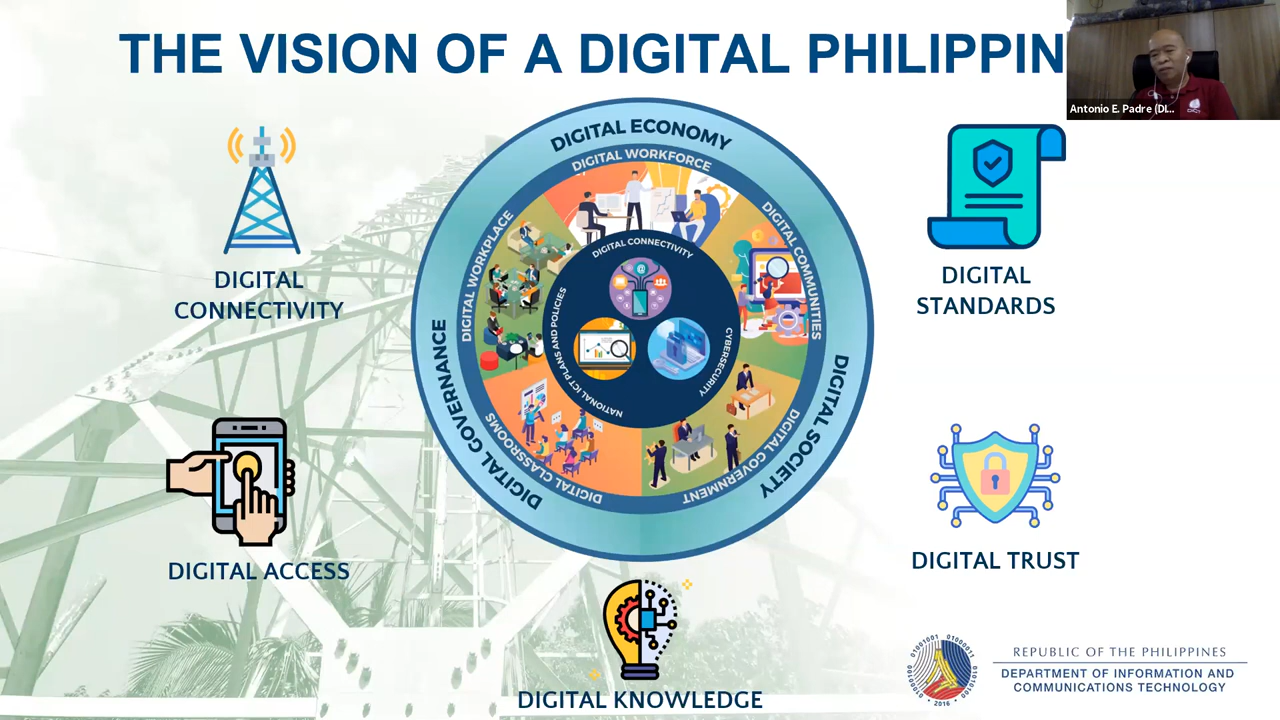 THE VISION OF A DIGITAL PHILIPPIN
Antonio E. Padre (DI...
DIGITAL
CONNECTIVITY
DIGITAL ACCESS
DIGITAL ECONOMY
DIGITAL GOVERNANCE
DIGITAL SOCIETY
DIGITAL WORKFORCE
DIGITAL WORKPLACE
DIGITAL COMMUNITIES
DIGITAL CLASSROOMS
DIGITAL GOVERNMENT
DIGITAL CONNECTIVITY
NATIONAL ICT PLANS AND POLICIES
CYBERSECURITY
DIGITAL
STANDARDS
DIGITAL TRUST
DIGITAL KNOWLEDGE
REPUBLIC OF THE PHILIPPINES
DEPARTMENT OF INFORMATION AND
COMMUNICATIONS TECHNOLOGY
2016